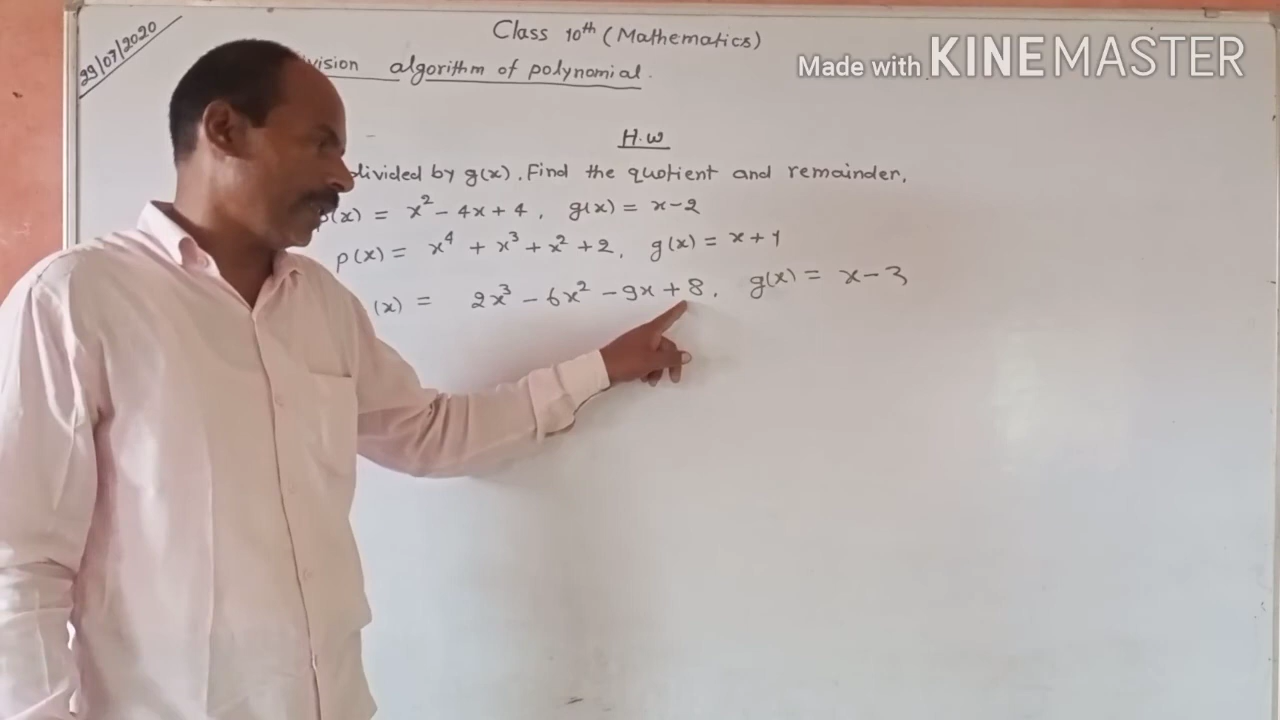 29/07/2020
Class 10th (Mathematics)
Made with KINEMASTER
algorithm of polynomial.
H.W
divided by g(x). Find the quotient and remainder.
p(x) = x² - 4x + 4, g(x) = x - 2
p(x) = x⁴ + x³ + x² + 2, g(x) = x + 1
(x) = 2x³ - 6x² - 9x + 8, g(x) = x - 3